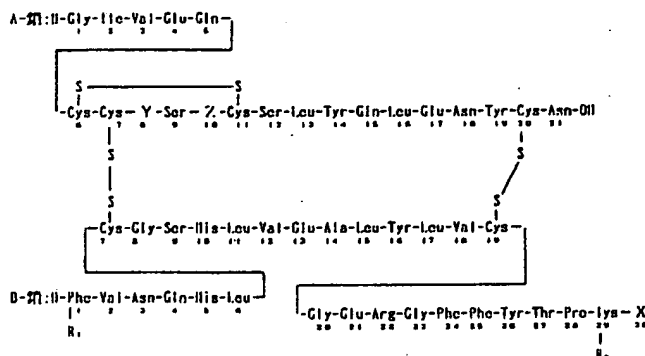 Gly-Ile-Val-Glu-Gln-
1 2 3 4 5
S S
-Cys-Cys- Y -Ser- Z -Cys-Ser-Leu-Tyr-Gln-Leu-Glu-Asn-Tyr-Cys-Asn-OH
6 7 8 9 10 11 12 13 14 15 16 17 18 19 20 21
S S
S S
-Cys-Gly-Ser-His-Leu-Val-Glu-Ala-Leu-Tyr-Leu-Val-Cys-
7 8 9 10 11 12 13 14 15 16 17 18 19
Phe-Val-Asn-Gln-His-Leu-
1 2 3 4 5 6
-Gly-Glu-Arg-Gly-Phe-Phe-Tyr-Thr-Pro-Lys- X
20 21 22 23 24 25 26 27 28 29 30